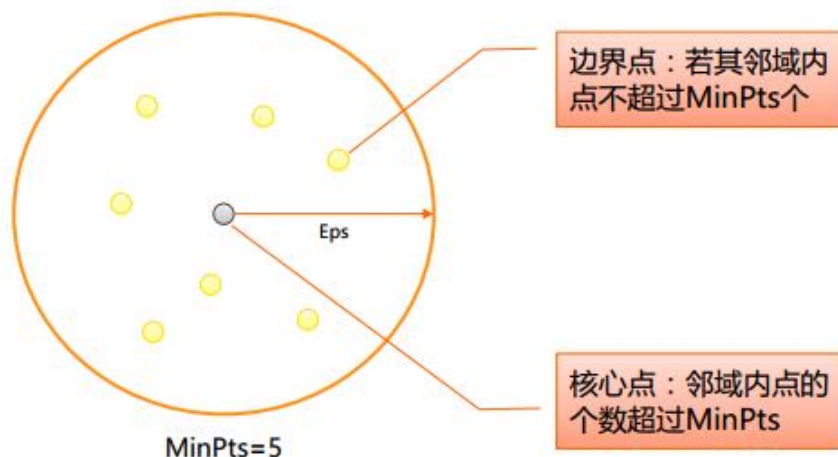 边界点：若其邻域内
点不超过MinPts个
Eps
核心点：邻域内点的
个数超过MinPts
MinPts=5